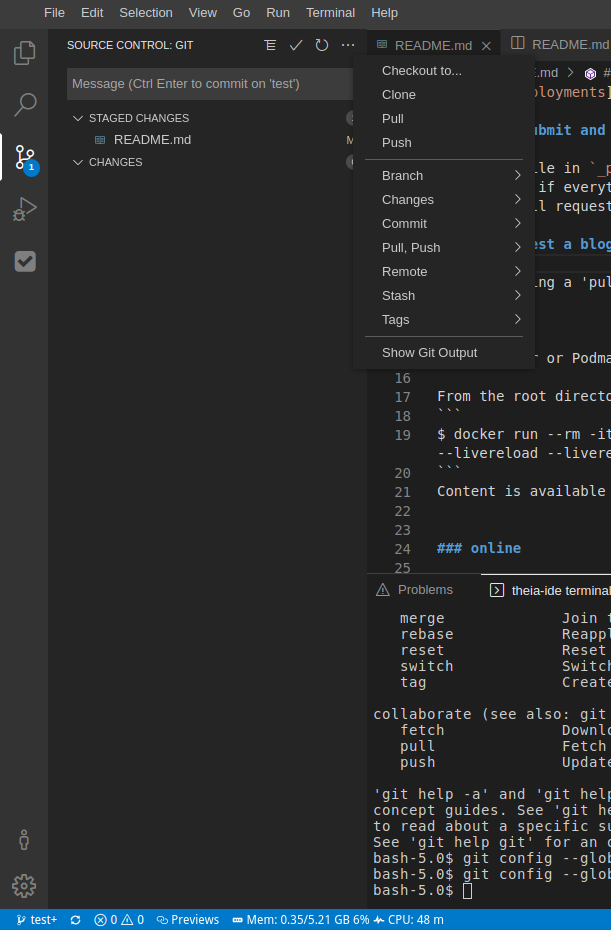 File Edit Selection View Go Run Terminal Help
SOURCE CONTROL: GIT
Message (Ctrl Enter to commit on 'test')
STAGED CHANGES
README.md
M
CHANGES
1
README.md
README.md
.md > #
Checkout to...
Clone
Pull
Push
Branch
Changes
Commit
Pull, Push
Remote
Stash
Tags
Show Git Output
ployments]
ubmit and
ile in `_p
if everyt
ll request
est a blog
ing a 'pul
r or Podma
16
17 From the root directo
18 ```
19 $ docker run --rm -it
--livereload --livere
20 ```
21 Content is available
22
23
24 ### online
25
Problems
theia-ide terminal
merge Join t
rebase Reappl
reset Reset
switch Switch
tag Create
collaborate (see also: git
fetch Downlo
pull Fetch
push Update
'git help -a' and 'git help
concept guides. See 'git he
to read about a specific su
See 'git help git' for an o
bash-5.0$ git config --glob
bash-5.0$ git config --glob
bash-5.0$
test+ 0 0 Previews Mem: 0.35/5.21 GB 6% CPU: 48 m